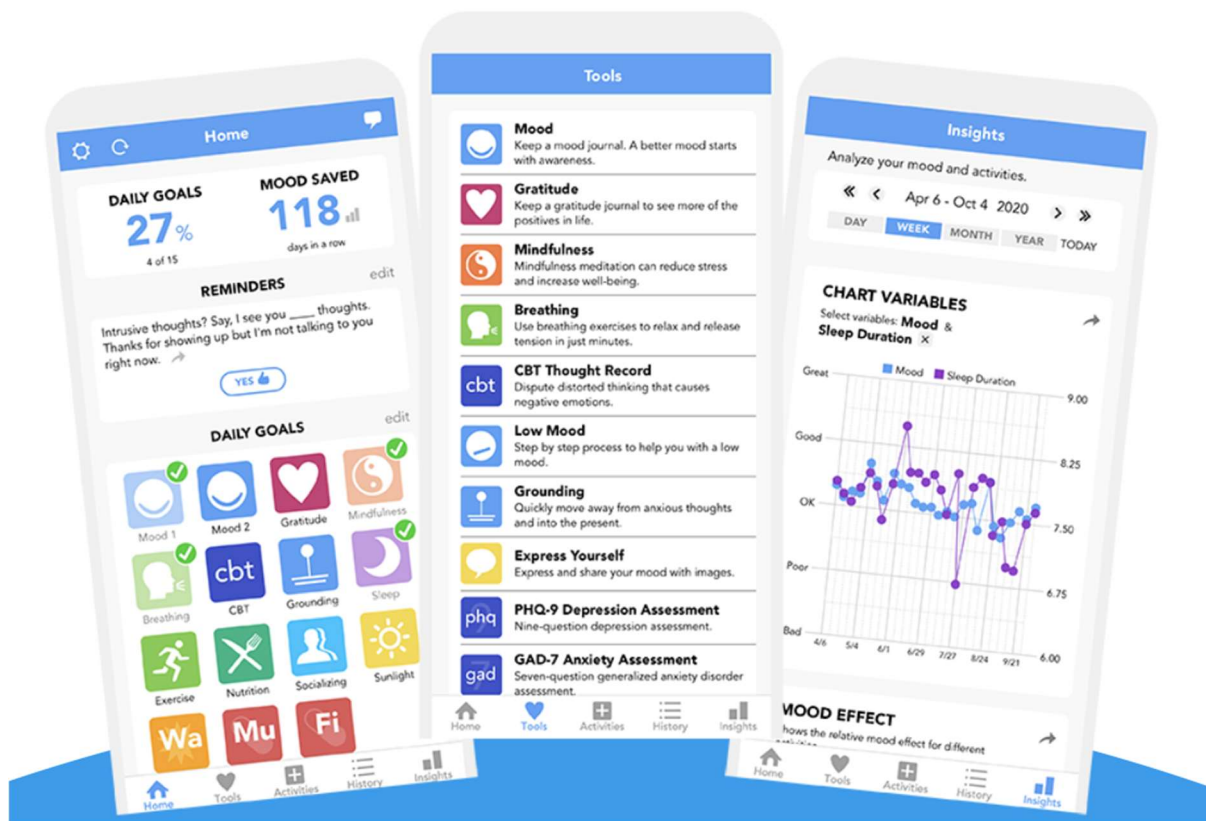 Home
DAILY GOALS
27%
4 of 15
MOOD SAVED
118
days in a row
REMINDERS
edit
Intrusive thoughts? Say, I see you ____ thoughts.
Thanks for showing up but I'm not talking to you
right now.
YES
DAILY GOALS
edit
Mood 1
Mood 2
Gratitude
Mindfulness
Breathing
cbt
CBT
Grounding
Sleep
Exercise
Nutrition
Socializing
Sunlight
Wa
Mu
Fi
Home
Tools
Activities
History
Insights
Tools
Mood
Keep a mood journal. A better mood starts
with awareness.
Gratitude
Keep a gratitude journal to see more of the
positives in life.
Mindfulness
Mindfulness meditation can reduce stress
and increase well-being.
Breathing
Use breathing exercises to relax and release
tension in just minutes.
cbt
CBT Thought Record
Dispute distorted thinking that causes
negative emotions.
Low Mood
Step by step process to help you with a low
mood.
Grounding
Quickly move away from anxious thoughts
and into the present.
Express Yourself
Express and share your mood with images.
phq
9
PHQ-9 Depression Assessment
Nine-question depression assessment.
gad
7
GAD-7 Anxiety Assessment
Seven-question generalized anxiety disorder
assessment.
Home
Tools
Activities
History
Insights
Insights
Analyze your mood and activities.
Apr 6 - Oct 4 2020
DAY
WEEK
MONTH
YEAR
TODAY
CHART VARIABLES
Select variables: Mood &
Sleep Duration ×
Mood
Sleep Duration
Great
9.00
Good
8.25
OK
7.50
Poor
6.75
Bad
6.00
4/6
5/4
6/1
6/29
7/27
8/24
9/21
MOOD EFFECT
hows the relative mood effect for different
Home
Tools
Activities
History
Insights